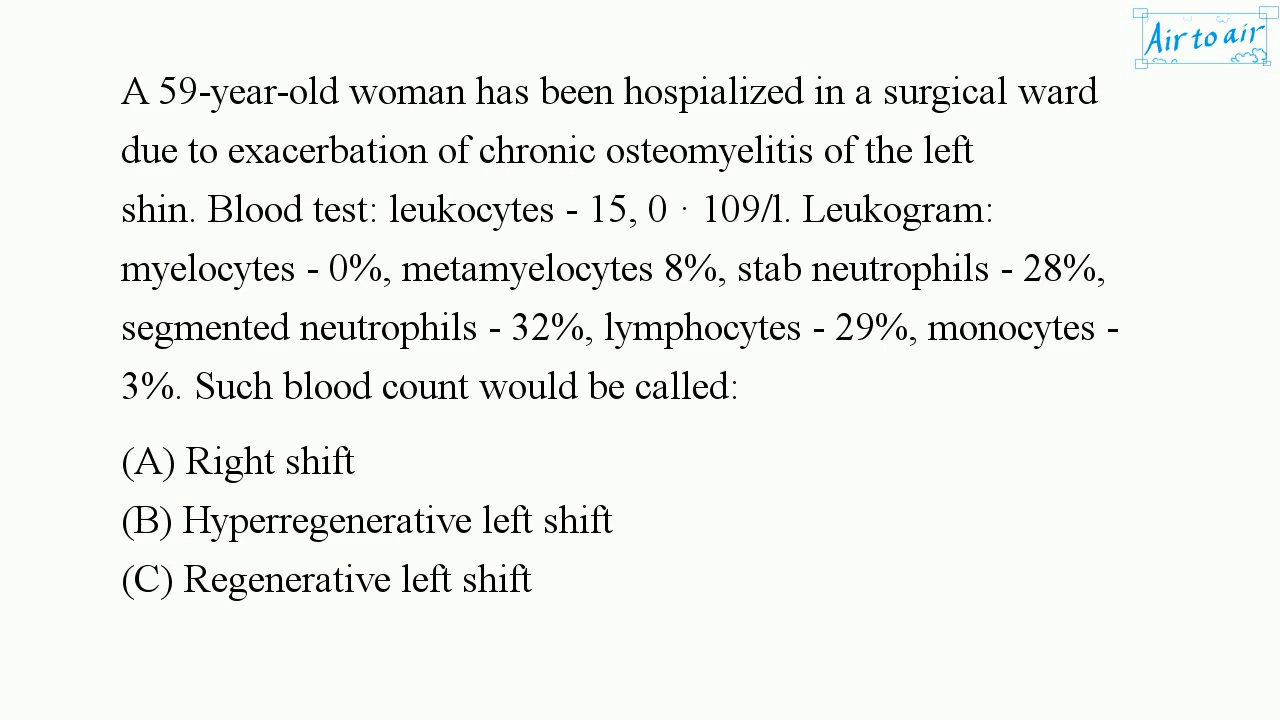 Air to air
A 59-year-old woman has been hospialized in a surgical ward
due to exacerbation of chronic osteomyelitis of the left
shin. Blood test: leukocytes - 15, 0 · 109/l. Leukogram:
myelocytes - 0%, metamyelocytes 8%, stab neutrophils - 28%,
segmented neutrophils - 32%, lymphocytes - 29%, monocytes -
3%. Such blood count would be called:
(A) Right shift
(B) Hyperregenerative left shift
(C) Regenerative left shift